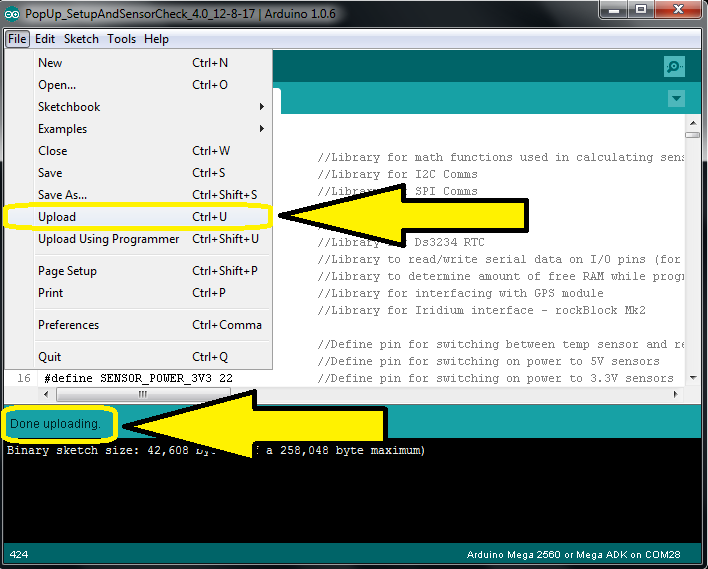 PopUp_SetupAndSensorCheck_4.0_12-8-17 | Arduino 1.0.6
File Edit Sketch Tools Help
New Ctrl+N
Open... Ctrl+O
Sketchbook
Examples
Close Ctrl+W
Save Ctrl+S
Save As... Ctrl+Shift+S
Upload Ctrl+U
Upload Using Programmer Ctrl+Shift+U
Page Setup Ctrl+Shift+P
Print Ctrl+P
Preferences Ctrl+Comma
Quit Ctrl+Q
//Library for math functions used in calculating sens
//Library for I2C Comms
//Library for SPI Comms
//Library for Ds3234 RTC
//Library to read/write serial data on I/O pins (for
//Library to determine amount of free RAM while progr
//Library for interfacing with GPS module
//Library for Iridium interface - rockBlock Mk2
//Define pin for switching between temp sensor and re
//Define pin for switching on power to 5V sensors
16 #define SENSOR_POWER_3V3 22 //Define pin for switching on power to 3.3V sensors
Done uploading.
Binary sketch size: 42,608 a 258,048 byte maximum)
424 Arduino Mega 2560 or Mega ADK on COM28